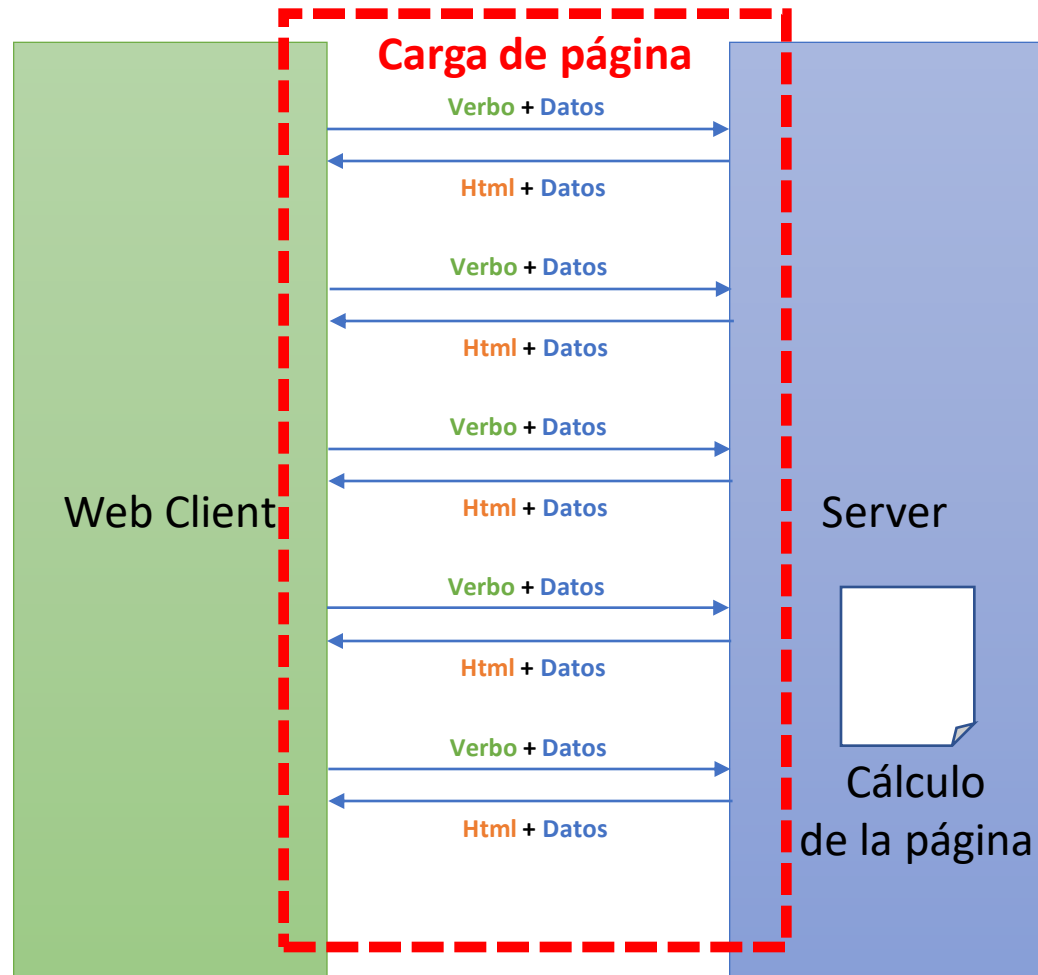 Carga de página
Verbo + Datos
Html + Datos
Verbo + Datos
Html + Datos
Verbo + Datos
Html + Datos
Web Client
Server
Verbo + Datos
Html + Datos
Verbo + Datos
Html + Datos
Cálculo
de la página